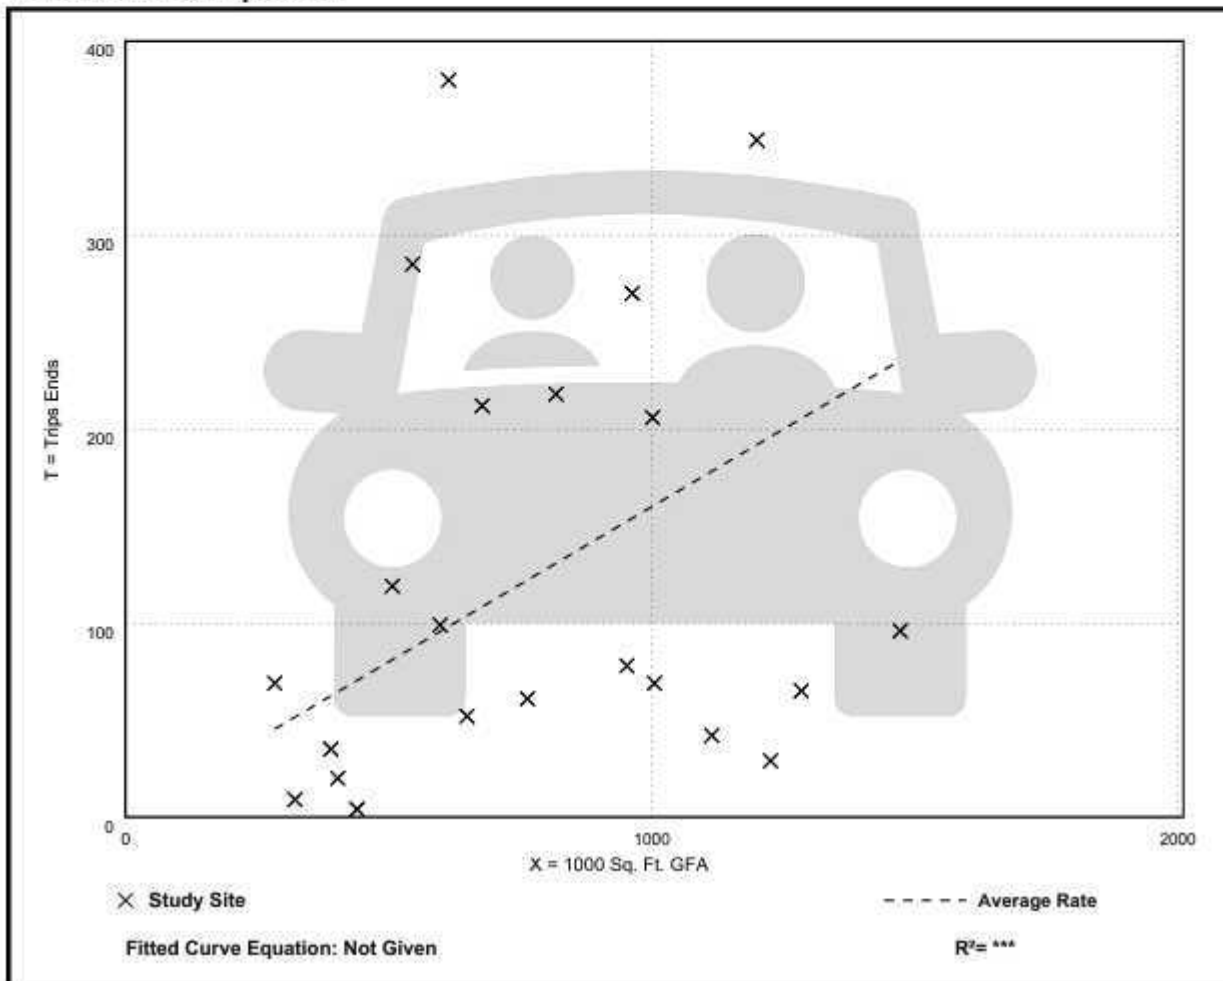 400
300
200
100
0
T = Trips Ends
0
1000
2000
X = 1000 Sq. Ft. GFA
Study Site
Average Rate
Fitted Curve Equation: Not Given
R²= ***